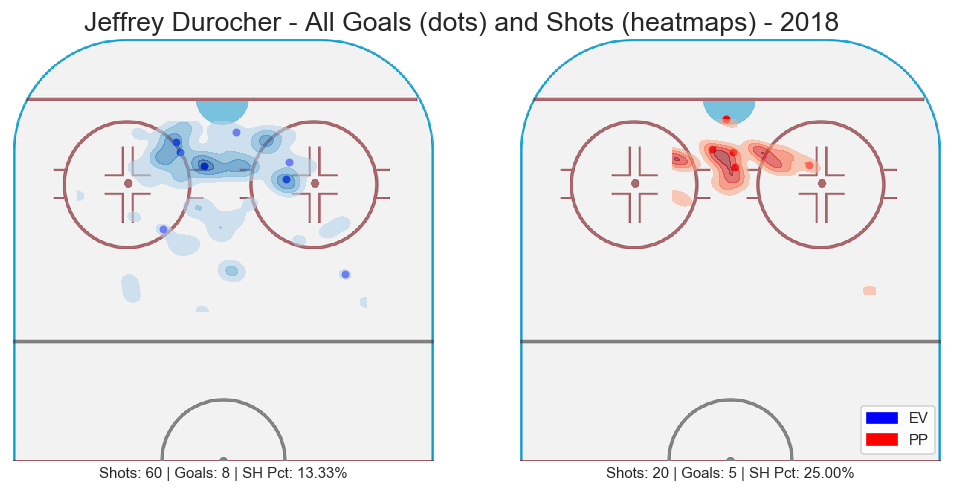 Jeffrey Durocher - All Goals (dots) and Shots (heatmaps) - 2018
EV
PP
Shots: 60 | Goals: 8 | SH Pct: 13.33%
Shots: 20 | Goals: 5 | SH Pct: 25.00%